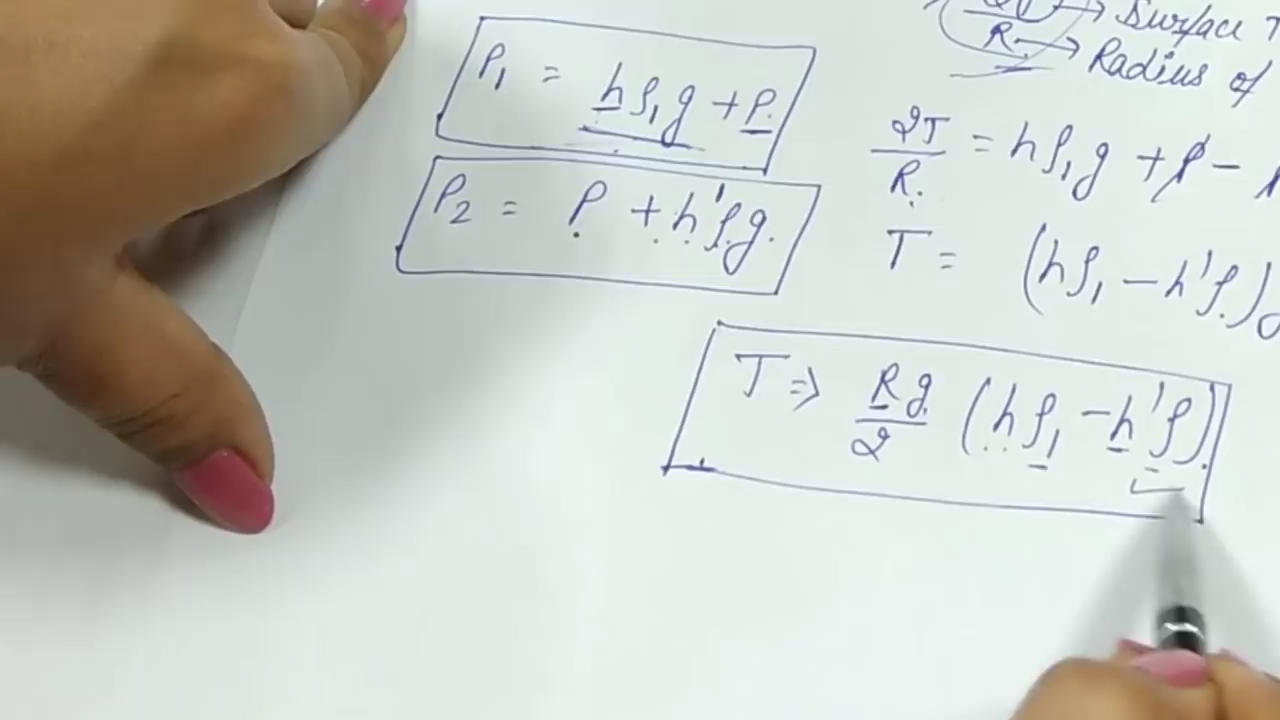 P₁ = hρ₁g + P
P₂ = P + h'ρg
R → Radius of
→ Surface T
2T/R = hρ₁g + P -
T = (hρ₁ - h'ρ)g
T ⇒ Rg/2 (hρ₁ - h'ρ)